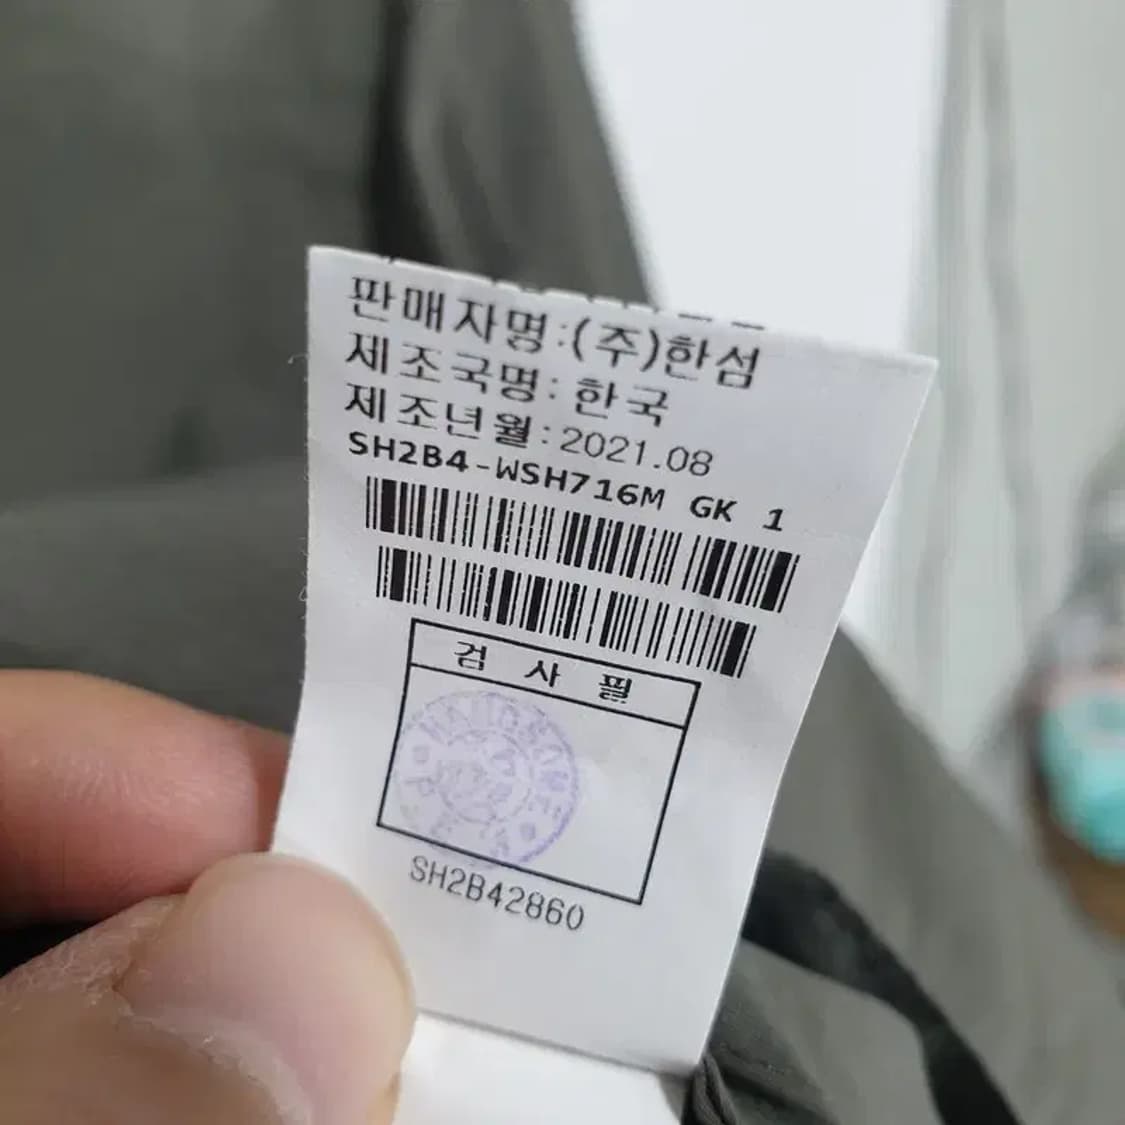 판매자명:(주)한섬
제조국명: 한국
제조년월:2021.08
SH2B4-WSH716M GK 1
검 사 필
SH2B42860